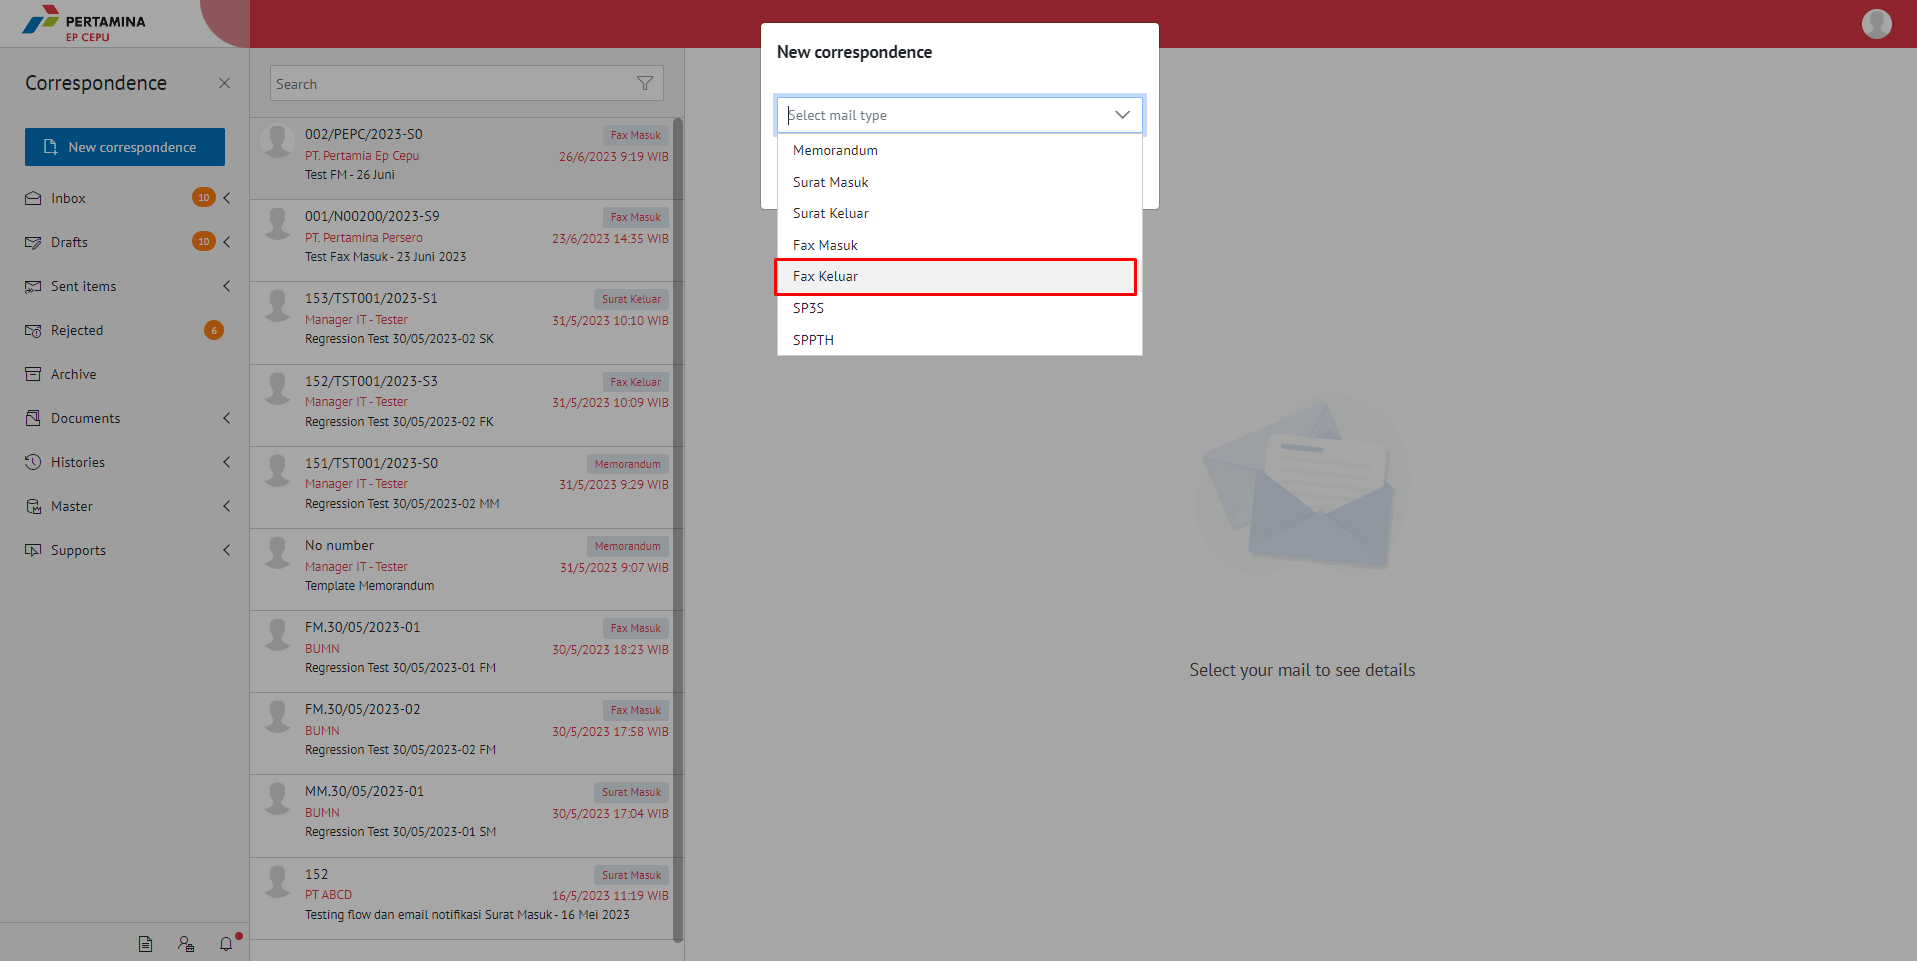 PERTAMINA
EP CEPU
Correspondence
New correspondence
Inbox 10
Drafts 10
Sent items
Rejected 6
Archive
Documents
Histories
Master
Supports
Search
002/PEPC/2023-S0 Fax Masuk
PT. Pertamia Ep Cepu 26/6/2023 9:19 WIB
Test FM - 26 Juni
001/N00200/2023-S9 Fax Masuk
PT. Pertamina Persero 23/6/2023 14:35 WIB
Test Fax Masuk - 23 Juni 2023
153/TST001/2023-S1 Surat Keluar
Manager IT - Tester 31/5/2023 10:10 WIB
Regression Test 30/05/2023-02 SK
152/TST001/2023-S3 Fax Keluar
Manager IT - Tester 31/5/2023 10:09 WIB
Regression Test 30/05/2023-02 FK
151/TST001/2023-S0 Memorandum
Manager IT - Tester 31/5/2023 9:29 WIB
Regression Test 30/05/2023-02 MM
No number Memorandum
Manager IT - Tester 31/5/2023 9:07 WIB
Template Memorandum
FM.30/05/2023-01 Fax Masuk
BUMN 30/5/2023 18:23 WIB
Regression Test 30/05/2023-01 FM
FM.30/05/2023-02 Fax Masuk
BUMN 30/5/2023 17:58 WIB
Regression Test 30/05/2023-02 FM
MM.30/05/2023-01 Surat Masuk
BUMN 30/5/2023 17:04 WIB
Regression Test 30/05/2023-01 SM
152 Surat Masuk
PT ABCD 16/5/2023 11:19 WIB
Testing flow dan email notifikasi Surat Masuk - 16 Mei 2023
New correspondence
Select mail type
Memorandum
Surat Masuk
Surat Keluar
Fax Masuk
Fax Keluar
SP3S
SPPTH
Select your mail to see details